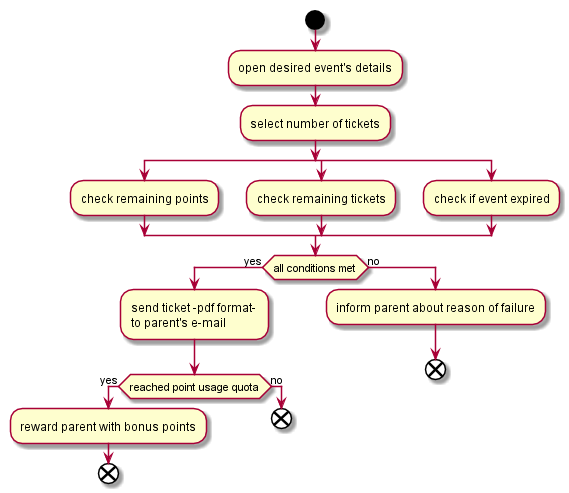 open desired event's details
select number of tickets
check remaining points
check remaining tickets
check if event expired
yes
all conditions met
no
send ticket -pdf format-
to parent's e-mail
inform parent about reason of failure
yes
reached point usage quota
no
reward parent with bonus points